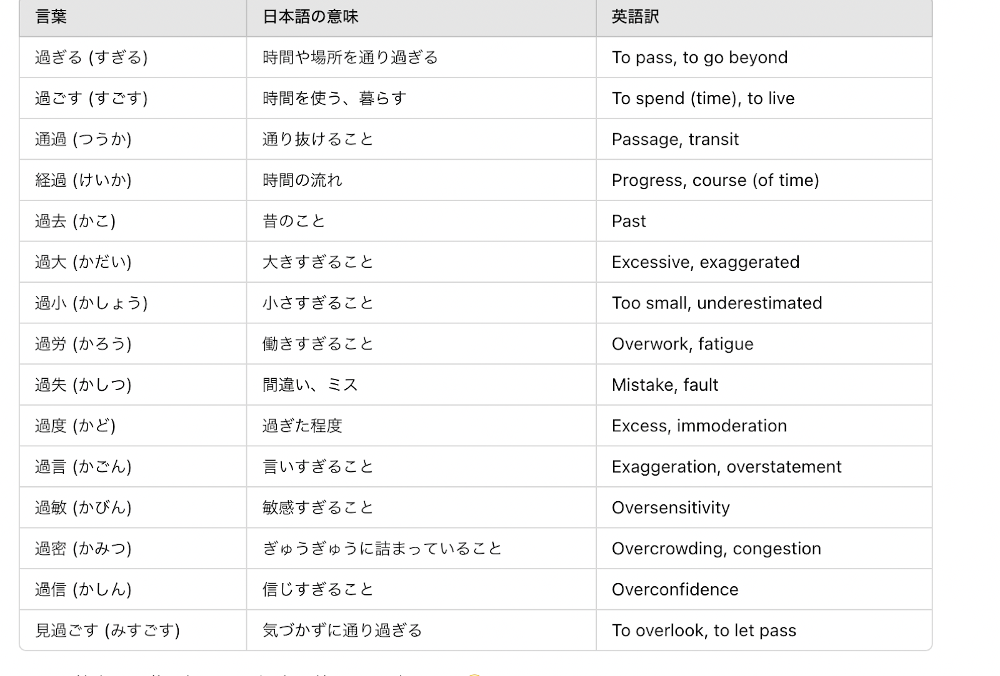 言葉 日本語の意味 英語訳
過ぎる (すぎる) 時間や場所を通り過ぎる To pass, to go beyond
過ごす (すごす) 時間を使う、暮らす To spend (time), to live
通過 (つうか) 通り抜けること Passage, transit
経過 (けいか) 時間の流れ Progress, course (of time)
過去 (かこ) 昔のこと Past
過大 (かだい) 大きすぎること Excessive, exaggerated
過小 (かしょう) 小さすぎること Too small, underestimated
過労 (かろう) 働きすぎること Overwork, fatigue
過失 (かしつ) 間違い、ミス Mistake, fault
過度 (かど) 過ぎた程度 Excess, immoderation
過言 (かごん) 言いすぎること Exaggeration, overstatement
過敏 (かびん) 敏感すぎること Oversensitivity
過密 (かみつ) ぎゅうぎゅうに詰まっていること Overcrowding, congestion
過信 (かしん) 信じすぎること Overconfidence
見過ごす (みすごす) 気づかずに通り過ぎる To overlook, to let pass